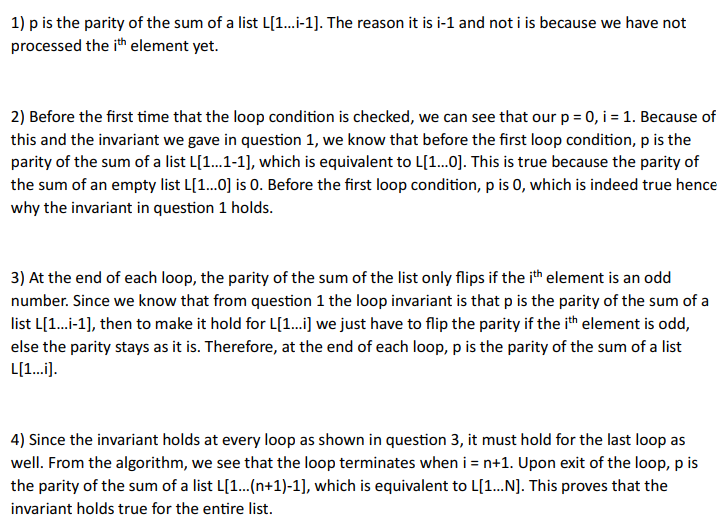 1) p is the parity of the sum of a list L[1...i-1]. The reason it is i-1 and not i is because we have not
processed the iᵗʰ element yet.
2) Before the first time that the loop condition is checked, we can see that our p = 0, i = 1. Because of
this and the invariant we gave in question 1, we know that before the first loop condition, p is the
parity of the sum of a list L[1...1-1], which is equivalent to L[1...0]. This is true because the parity of
the sum of an empty list L[1...0] is 0. Before the first loop condition, p is 0, which is indeed true hence
why the invariant in question 1 holds.
3) At the end of each loop, the parity of the sum of the list only flips if the iᵗʰ element is an odd
number. Since we know that from question 1 the loop invariant is that p is the parity of the sum of a
list L[1...i-1], then to make it hold for L[1...i] we just have to flip the parity if the iᵗʰ element is odd,
else the parity stays as it is. Therefore, at the end of each loop, p is the parity of the sum of a list
L[1...i].
4) Since the invariant holds at every loop as shown in question 3, it must hold for the last loop as
well. From the algorithm, we see that the loop terminates when i = n+1. Upon exit of the loop, p is
the parity of the sum of a list L[1...(n+1)-1], which is equivalent to L[1...N]. This proves that the
invariant holds true for the entire list.